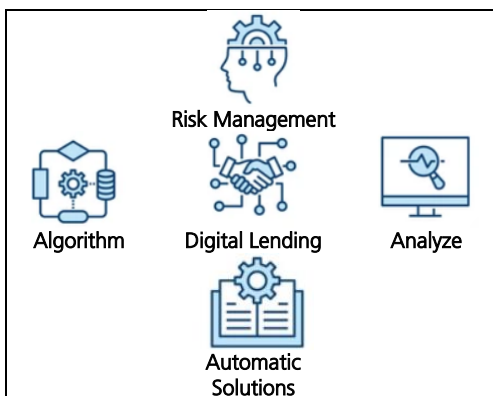 Risk Management
Algorithm
Digital Lending
Analyze
Automatic
Solutions